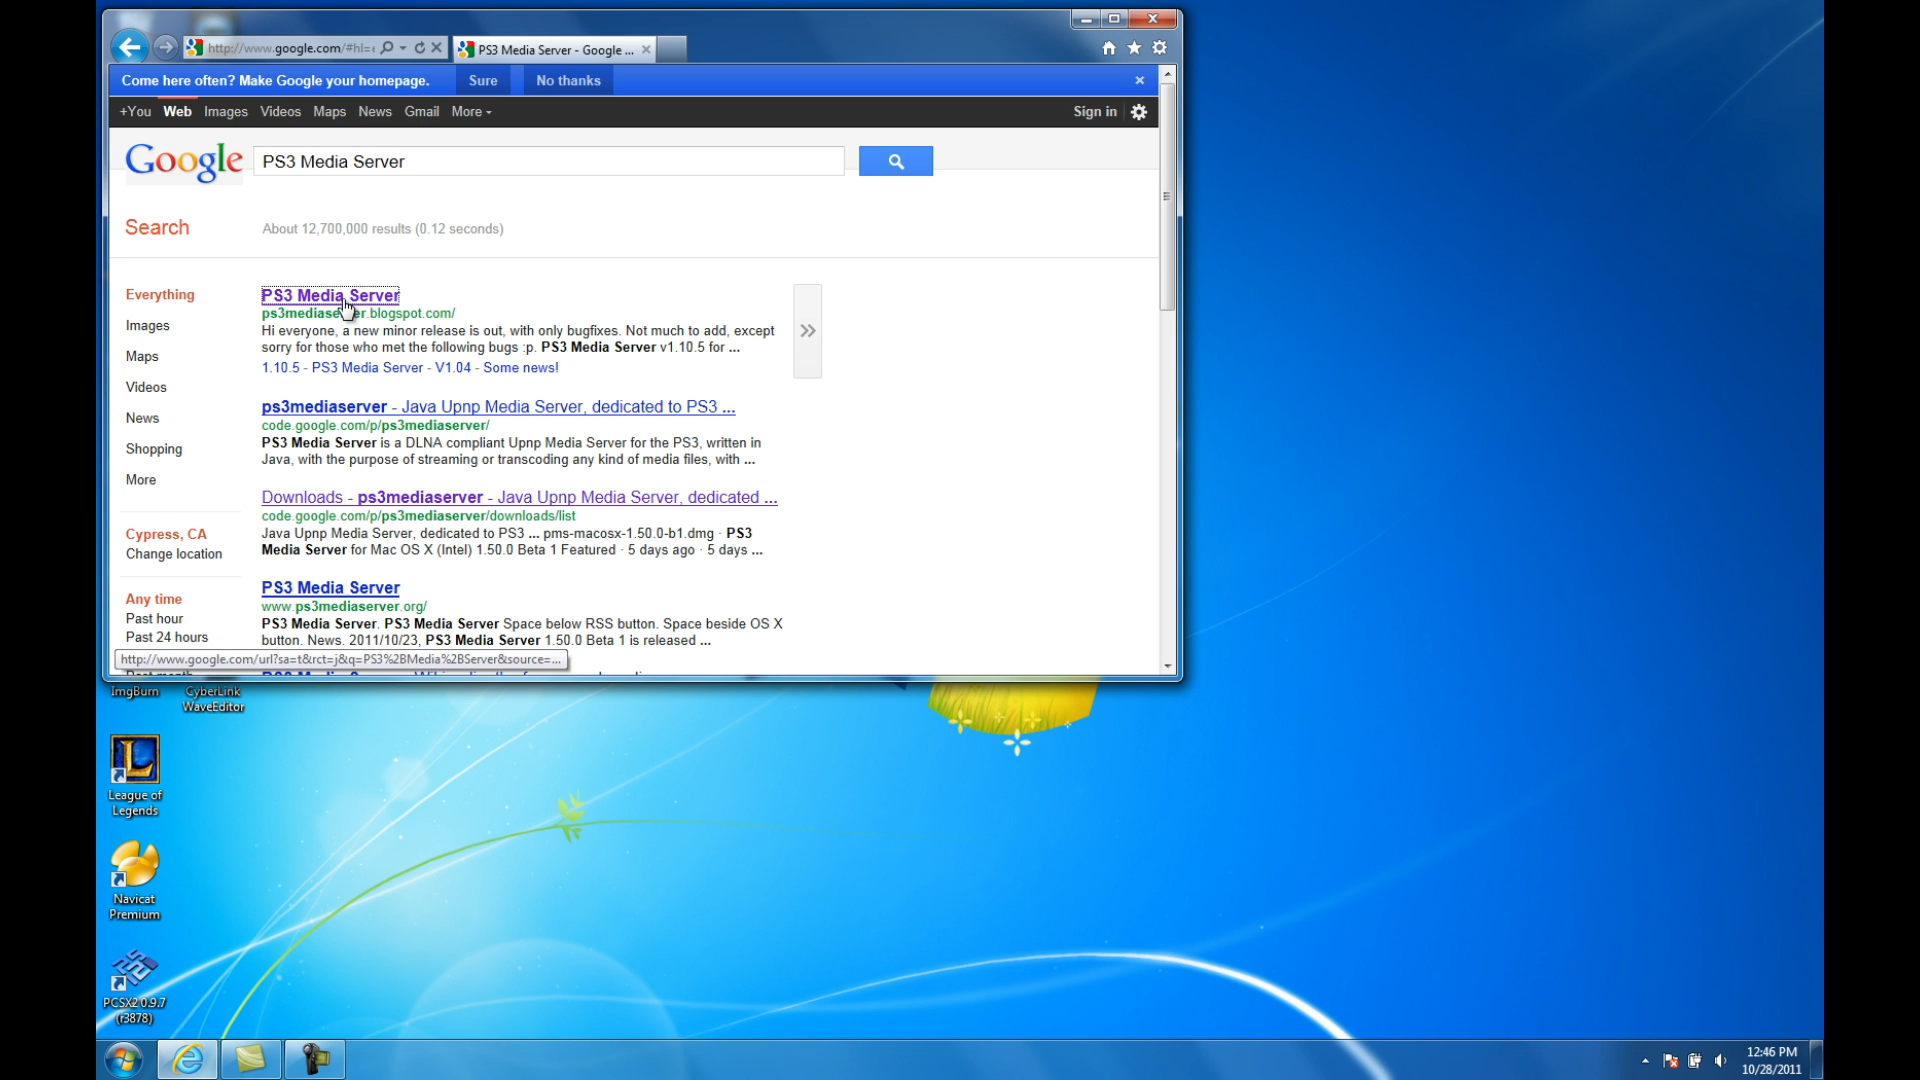 http://www.google.com/#hl=
PS3 Media Server - Google ...
Come here often? Make Google your homepage.
Sure
No thanks
+You Web Images Videos Maps News Gmail More
Sign in
Google
PS3 Media Server
Search
About 12,700,000 results (0.12 seconds)
Everything
Images
Maps
Videos
News
Shopping
More
Cypress, CA
Change location
Any time
Past hour
Past 24 hours
PS3 Media Server
ps3mediaserver.blogspot.com/
Hi everyone, a new minor release is out, with only bugfixes. Not much to add, except
sorry for those who met the following bugs :p. PS3 Media Server v1.10.5 for ...
1.10.5 - PS3 Media Server - V1.04 - Some news!
ps3mediaserver - Java Upnp Media Server, dedicated to PS3 ...
code.google.com/p/ps3mediaserver/
PS3 Media Server is a DLNA compliant Upnp Media Server for the PS3, written in
Java, with the purpose of streaming or transcoding any kind of media files, with ...
Downloads - ps3mediaserver - Java Upnp Media Server, dedicated ...
code.google.com/p/ps3mediaserver/downloads/list
Java Upnp Media Server, dedicated to PS3 ... pms-macosx-1.50.0-b1.dmg · PS3
Media Server for Mac OS X (Intel) 1.50.0 Beta 1 Featured · 5 days ago · 5 days ...
PS3 Media Server
www.ps3mediaserver.org/
PS3 Media Server. PS3 Media Server Space below RSS button. Space beside OS X
button. News. 2011/10/23, PS3 Media Server 1.50.0 Beta 1 is released ...
http://www.google.com/url?sa=t&rct=j&q=PS3%2BMedia%2BServer&source=...
ImgBurn
CyberLink
WaveEditor
League of
Legends
Navicat
Premium
PCSX2 0.9.7
(r3878)
12:46 PM
10/28/2011